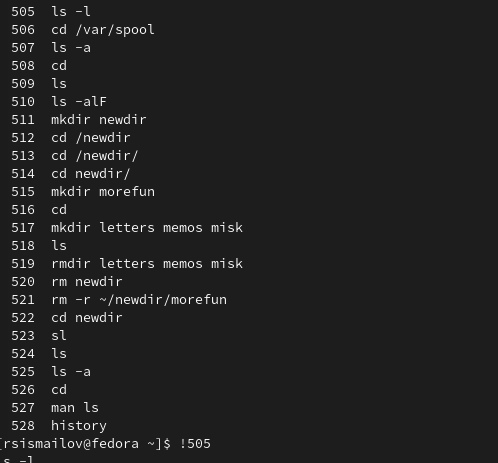 505 ls -l
506 cd /var/spool
507 ls -a
508 cd
509 ls
510 ls -alF
511 mkdir newdir
512 cd /newdir
513 cd /newdir/
514 cd newdir/
515 mkdir morefun
516 cd
517 mkdir letters memos misk
518 ls
519 rmdir letters memos misk
520 rm newdir
521 rm -r ~/newdir/morefun
522 cd newdir
523 sl
524 ls
525 ls -a
526 cd
527 man ls
528 history
[rsismailov@fedora ~]$ !505
ls -l